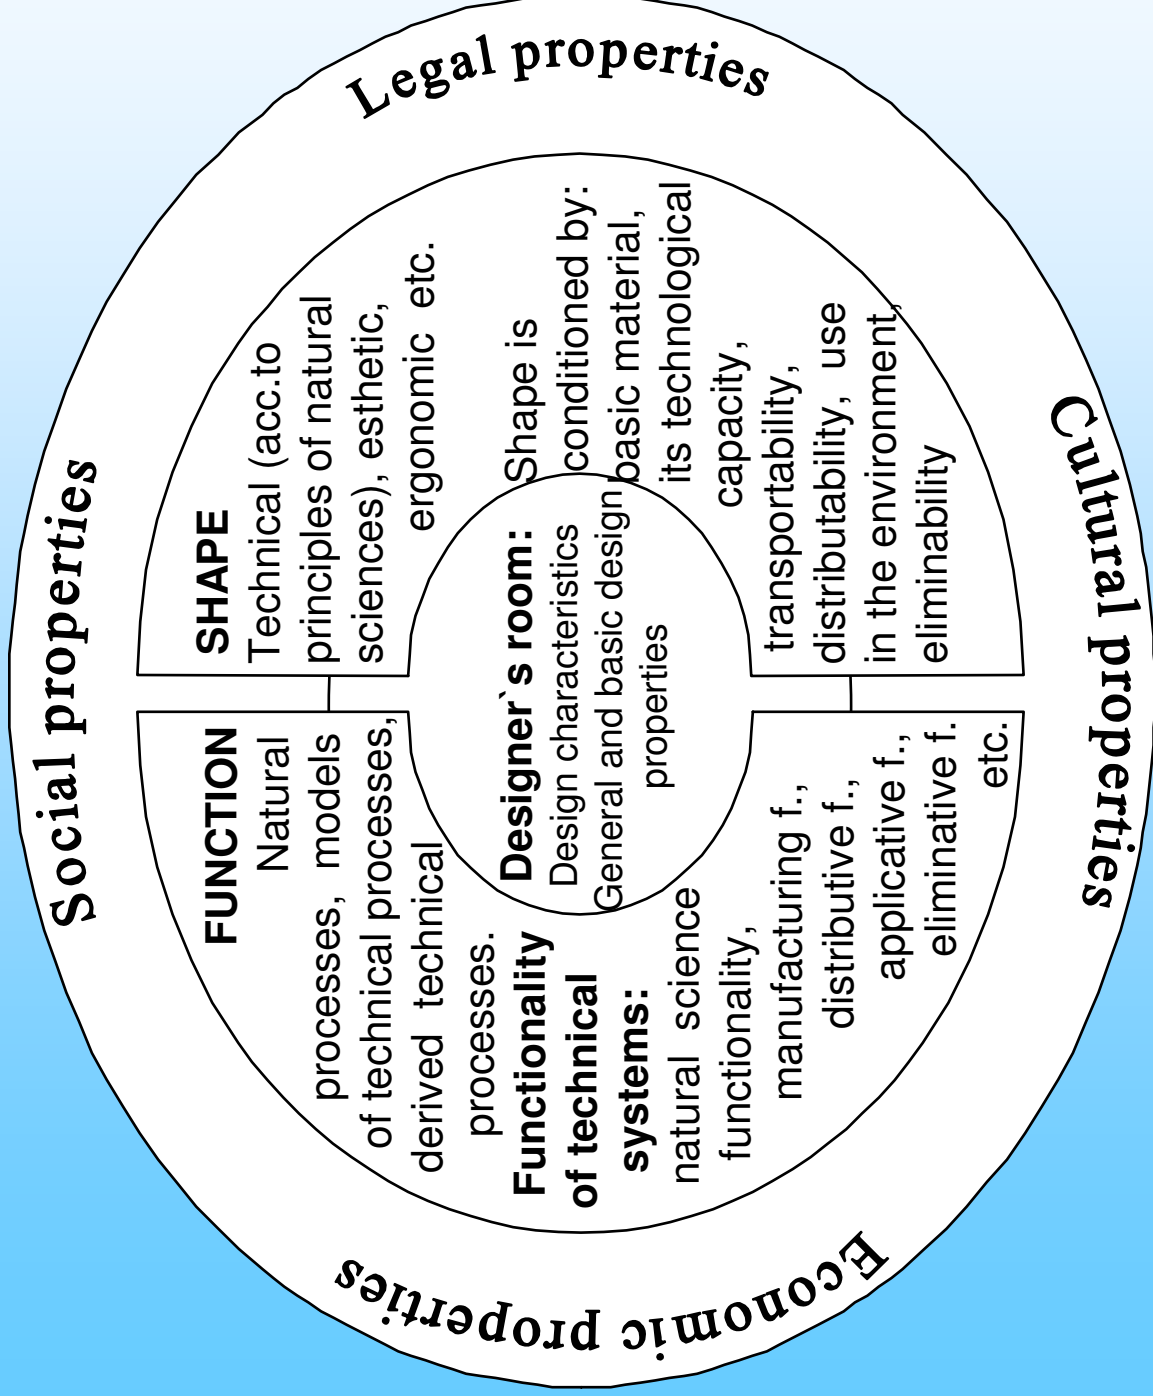 Social properties
Legal properties
FUNCTION
Natural
processes, models
of technical processes,
derived technical
processes.
Functionality
of technical
systems:
natural science
functionality,
manufacturing f.,
distributive f.,
applicative f.,
eliminative f.
etc.
Designer`s room:
Design characteristics
General and basic design
properties
SHAPE
Technical (acc.to
principles of natural
sciences), esthetic,
ergonomic etc.
Shape is
conditioned by:
basic material,
its technological
capacity,
transportability,
distributability, use
in the environment,
eliminability
Economic properties
Cultural properties